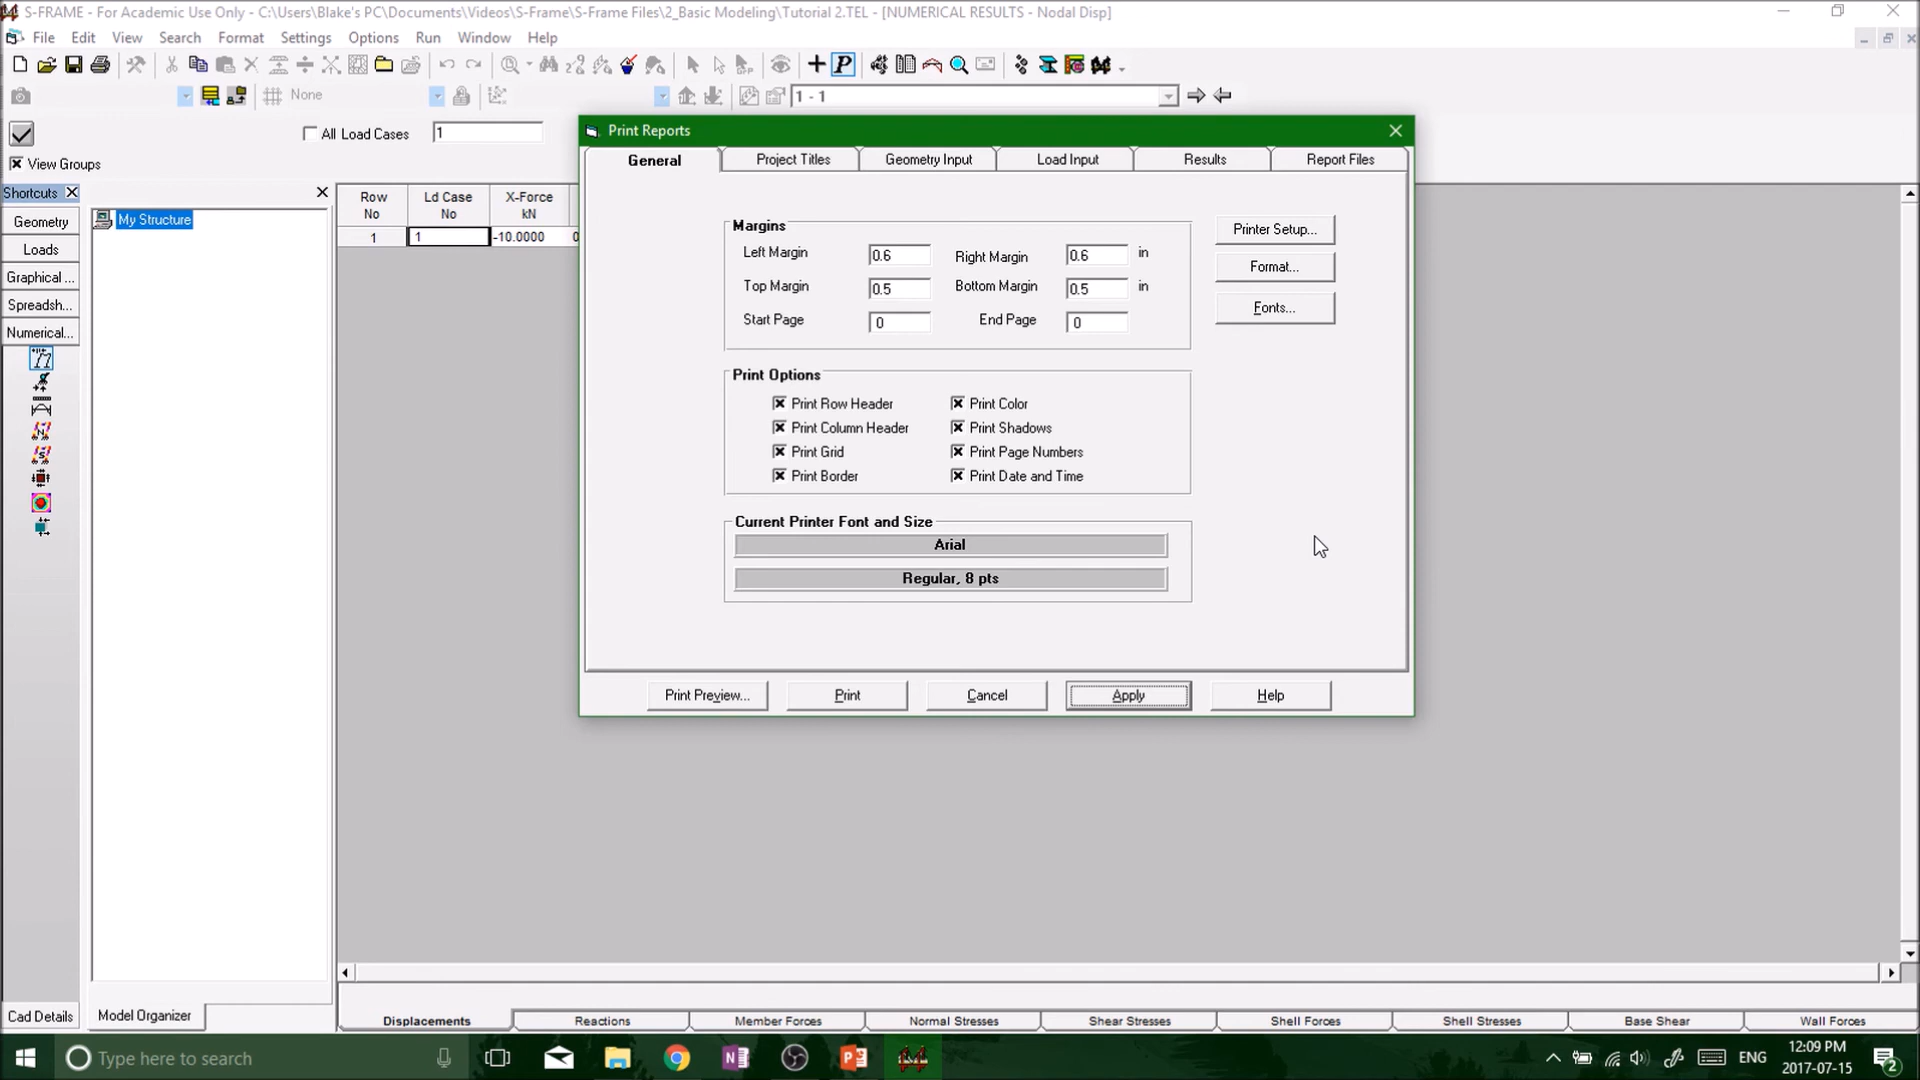 S-FRAME - For Academic Use Only - C:\Users\Blake's PC\Documents\Videos\S-Frame\S-Frame Files\2_Basic Modeling\Tutorial 2.TEL - [NUMERICAL RESULTS - Nodal Disp]
File Edit View Search Format Settings Options Run Window Help
None
1 - 1
All Load Cases 1
View Groups
Shortcuts
Geometry
Loads
Graphical ...
Spreadsh...
Numerical...
My Structure
Row No
Ld Case No
X-Force kN
1 1 -10.0000 0
Print Reports
General Project Titles Geometry Input Load Input Results Report Files
Margins
Left Margin 0.6 Right Margin 0.6 in
Top Margin 0.5 Bottom Margin 0.5 in
Start Page 0 End Page 0
Printer Setup...
Format...
Fonts...
Print Options
Print Row Header Print Color
Print Column Header Print Shadows
Print Grid Print Page Numbers
Print Border Print Date and Time
Current Printer Font and Size
Arial
Regular, 8 pts
Print Preview... Print Cancel Apply Help
Cad Details
Model Organizer
Displacements Reactions Member Forces Normal Stresses Shear Stresses Shell Forces Shell Stresses Base Shear Wall Forces
Type here to search
ENG
12:09 PM
2017-07-15
2